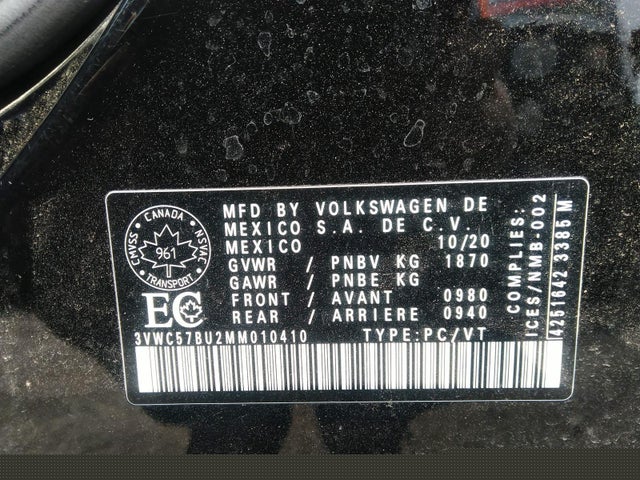 CANADA
CMVSS NSVAC
961
TRANSPORT
EC
MFD BY VOLKSWAGEN DE
MEXICO S.A. DE C.V.
MEXICO 10/20
GVWR / PNBV KG 1870
GAWR / PNBE KG
FRONT / AVANT 0980
REAR / ARRIERE 0940
3VWC57BU2MM010410 TYPE:PC/VT
COMPLIES:
ICES/NMB-002
4251642 3385M